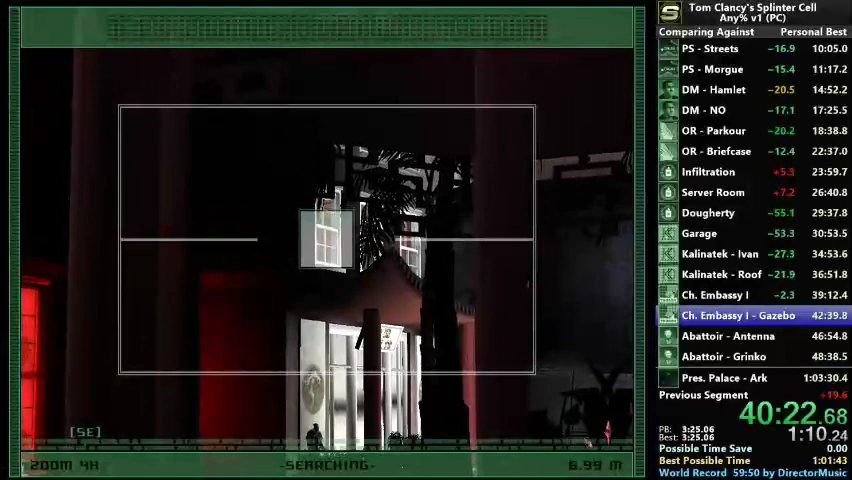 Tom Clancy's Splinter Cell
Any% v1 (PC)
Comparing Against Personal Best
PS - Streets -16.9 10:05.0
PS - Morgue -15.4 11:17.2
DM - Hamlet -20.5 14:52.2
DM - NO -17.1 17:25.5
OR - Parkour -20.2 18:38.8
OR - Briefcase -12.4 22:37.0
Infiltration +5.3 23:59.7
Server Room +7.2 26:40.8
Dougherty -55.1 29:37.8
Garage -53.3 30:53.5
Kalinatek - Ivan -27.3 34:53.6
Kalinatek - Roof -21.9 36:51.8
Ch. Embassy I -2.3 39:12.4
Ch. Embassy I - Gazebo 42:39.8
Abattoir - Antenna 46:54.8
Abattoir - Grinko 48:38.5
Pres. Palace - Ark 1:03:30.4
Previous Segment +19.6
40:22.68
PB: 3:25.06
Best: 3:25.06
1:10.24
Possible Time Save 0.00
Best Possible Time 1:01:43
World Record 59:50 by DirectorMusic
[SE]
ZOOM 4X -SEARCHING- 6.99 M